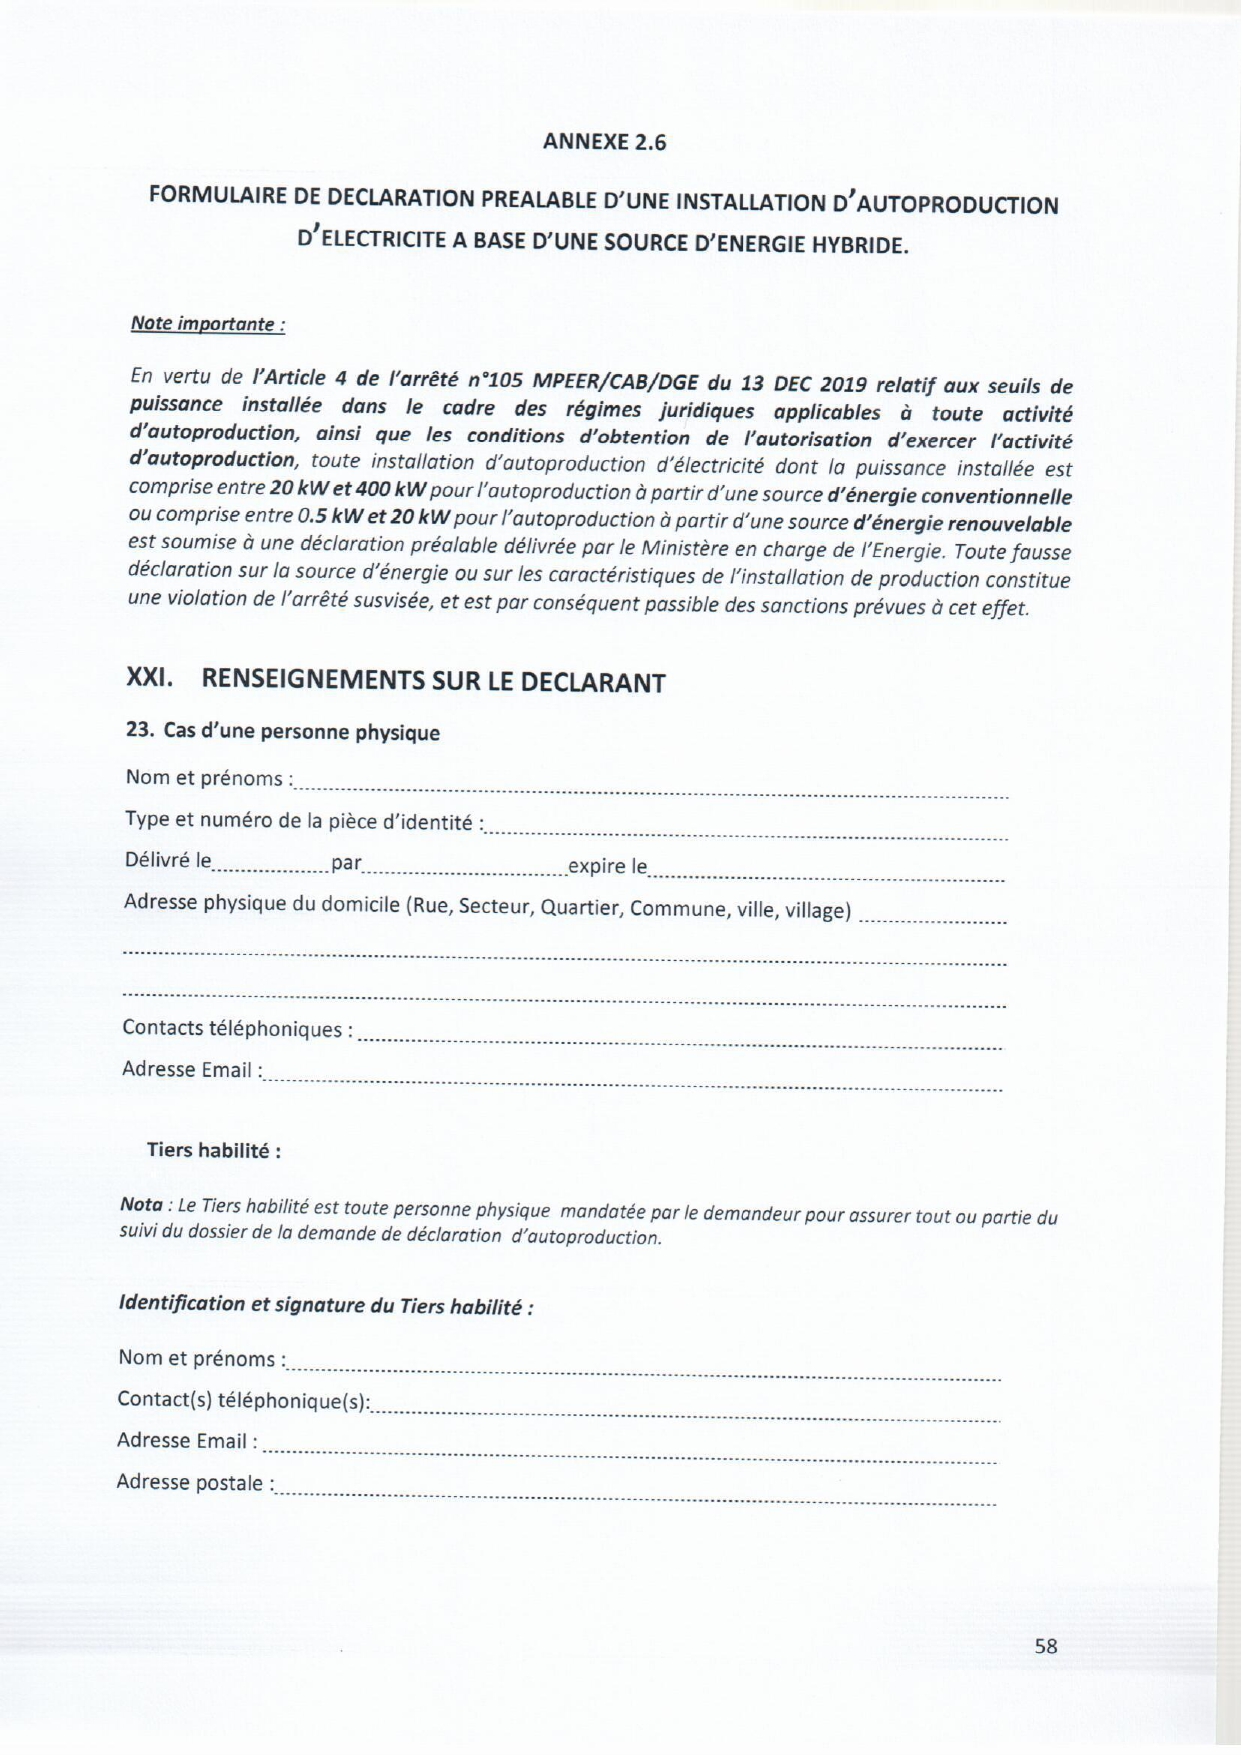 ANNEXE 2.6
FORMULAIRE DE DECLARATION PREALABLE D'UNE INSTALLATION D'AUTOPRODUCTION
D'ELECTRICITE A BASE D'UNE SOURCE D'ENERGIE HYBRIDE.
Note importante :
En vertu de l'Article 4 de l'arrêté n°105 MPEER/CAB/DGE du 13 DEC 2019 relatif aux seuils de
puissance installée dans le cadre des régimes juridiques applicables à toute activité
d'autoproduction, ainsi que les conditions d'obtention de l'autorisation d'exercer l'activité
d'autoproduction, toute installation d'autoproduction d'électricité dont la puissance installée est
comprise entre 20 kW et 400 kW pour l'autoproduction à partir d'une source d'énergie conventionnelle
ou comprise entre 0.5 kW et 20 kW pour l'autoproduction à partir d'une source d'énergie renouvelable
est soumise à une déclaration préalable délivrée par le Ministère en charge de l'Energie. Toute fausse
déclaration sur la source d'énergie ou sur les caractéristiques de l'installation de production constitue
une violation de l'arrêté susvisée, et est par conséquent passible des sanctions prévues à cet effet.
XXI. RENSEIGNEMENTS SUR LE DECLARANT
23. Cas d'une personne physique
Nom et prénoms :
Type et numéro de la pièce d'identité :
Délivré le par expire le
Adresse physique du domicile (Rue, Secteur, Quartier, Commune, ville, village)
Contacts téléphoniques :
Adresse Email :
Tiers habilité :
Nota : Le Tiers habilité est toute personne physique mandatée par le demandeur pour assurer tout ou partie du
suivi du dossier de la demande de déclaration d'autoproduction.
Identification et signature du Tiers habilité :
Nom et prénoms :
Contact(s) téléphonique(s):
Adresse Email :
Adresse postale :
58